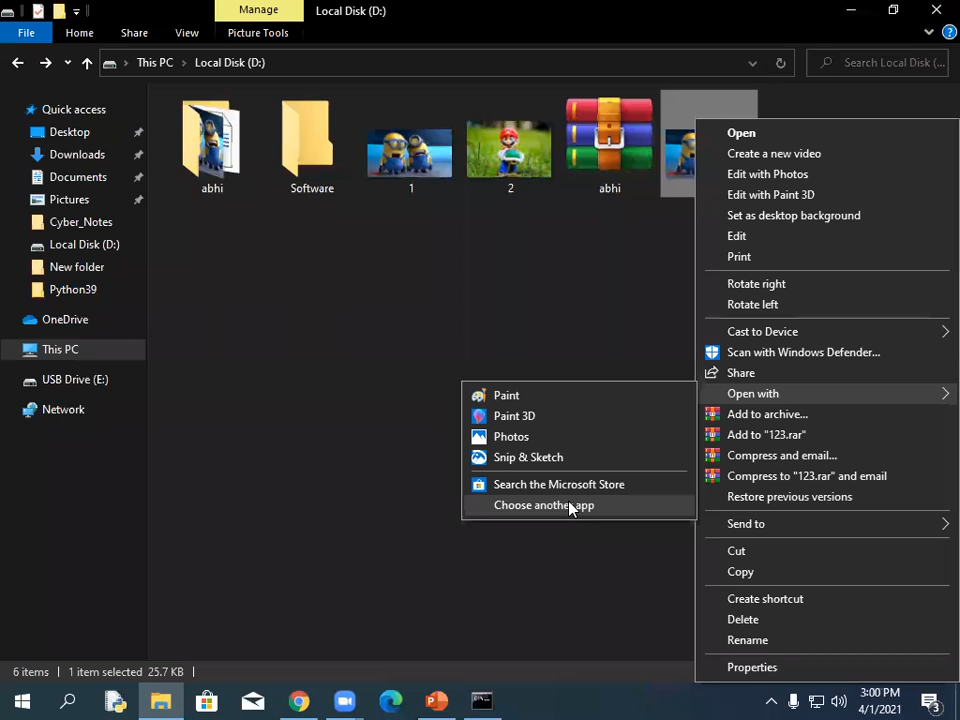 Manage
Local Disk (D:)
File
Home
Share
View
Picture Tools
This PC
Local Disk (D:)
Search Local Disk (...
Quick access
Desktop
Downloads
Documents
Pictures
Cyber_Notes
Local Disk (D:)
New folder
Python39
OneDrive
This PC
USB Drive (E:)
Network
abhi
Software
1
2
abhi
Open
Create a new video
Edit with Photos
Edit with Paint 3D
Set as desktop background
Edit
Print
Rotate right
Rotate left
Cast to Device
Scan with Windows Defender...
Share
Open with
Add to archive...
Add to "123.rar"
Compress and email...
Compress to "123.rar" and email
Restore previous versions
Send to
Cut
Copy
Create shortcut
Delete
Rename
Properties
Paint
Paint 3D
Photos
Snip & Sketch
Search the Microsoft Store
Choose another app
6 items
1 item selected 25.7 KB
3:00 PM
4/1/2021
3